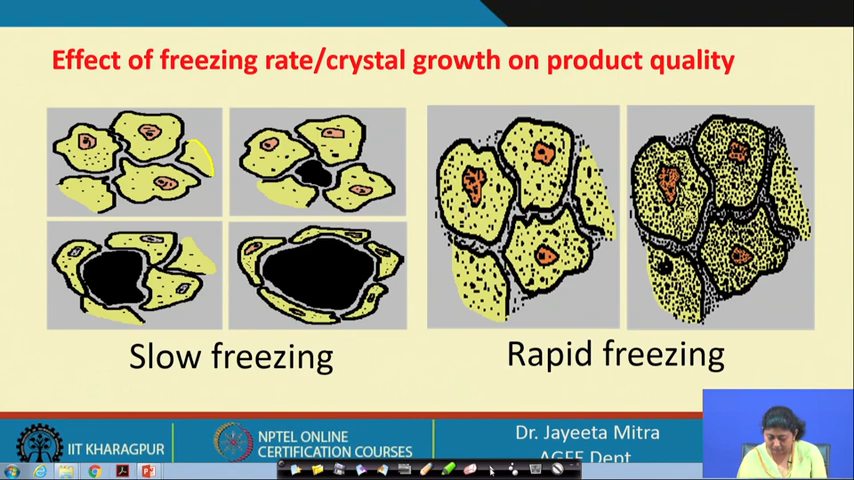 Effect of freezing rate/crystal growth on product quality
Slow freezing
Rapid freezing
IIT KHARAGPUR
NPTEL ONLINE
CERTIFICATION COURSES
Dr. Jayeeta Mitra
AGFE Dept.